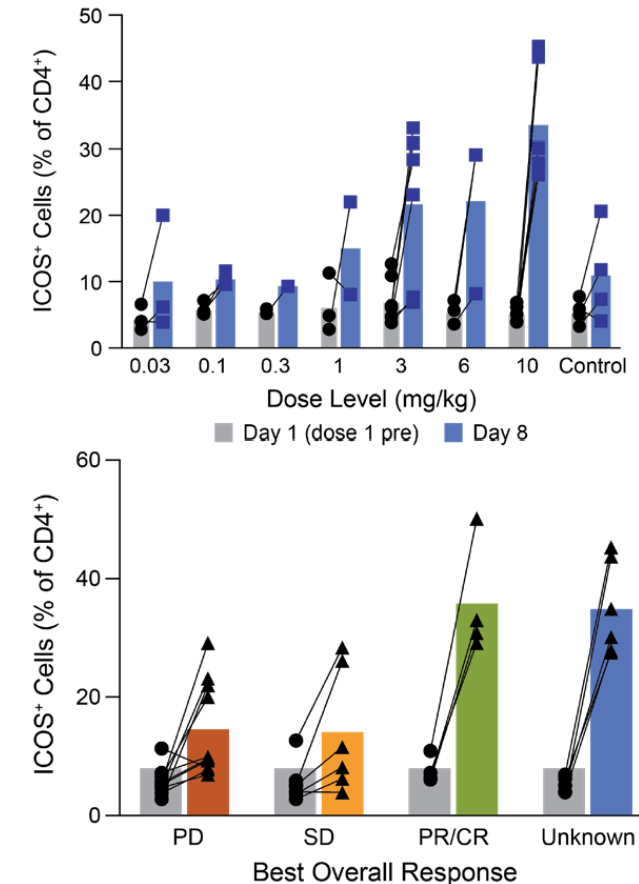 ICOS⁺ Cells (% of CD4⁺)
50
40
30
20
10
0
0.03 0.1 0.3 1 3 6 10 Control
Dose Level (mg/kg)
Day 1 (dose 1 pre) Day 8
ICOS⁺ Cells (% of CD4⁺)
60
40
20
0
PD SD PR/CR Unknown
Best Overall Response